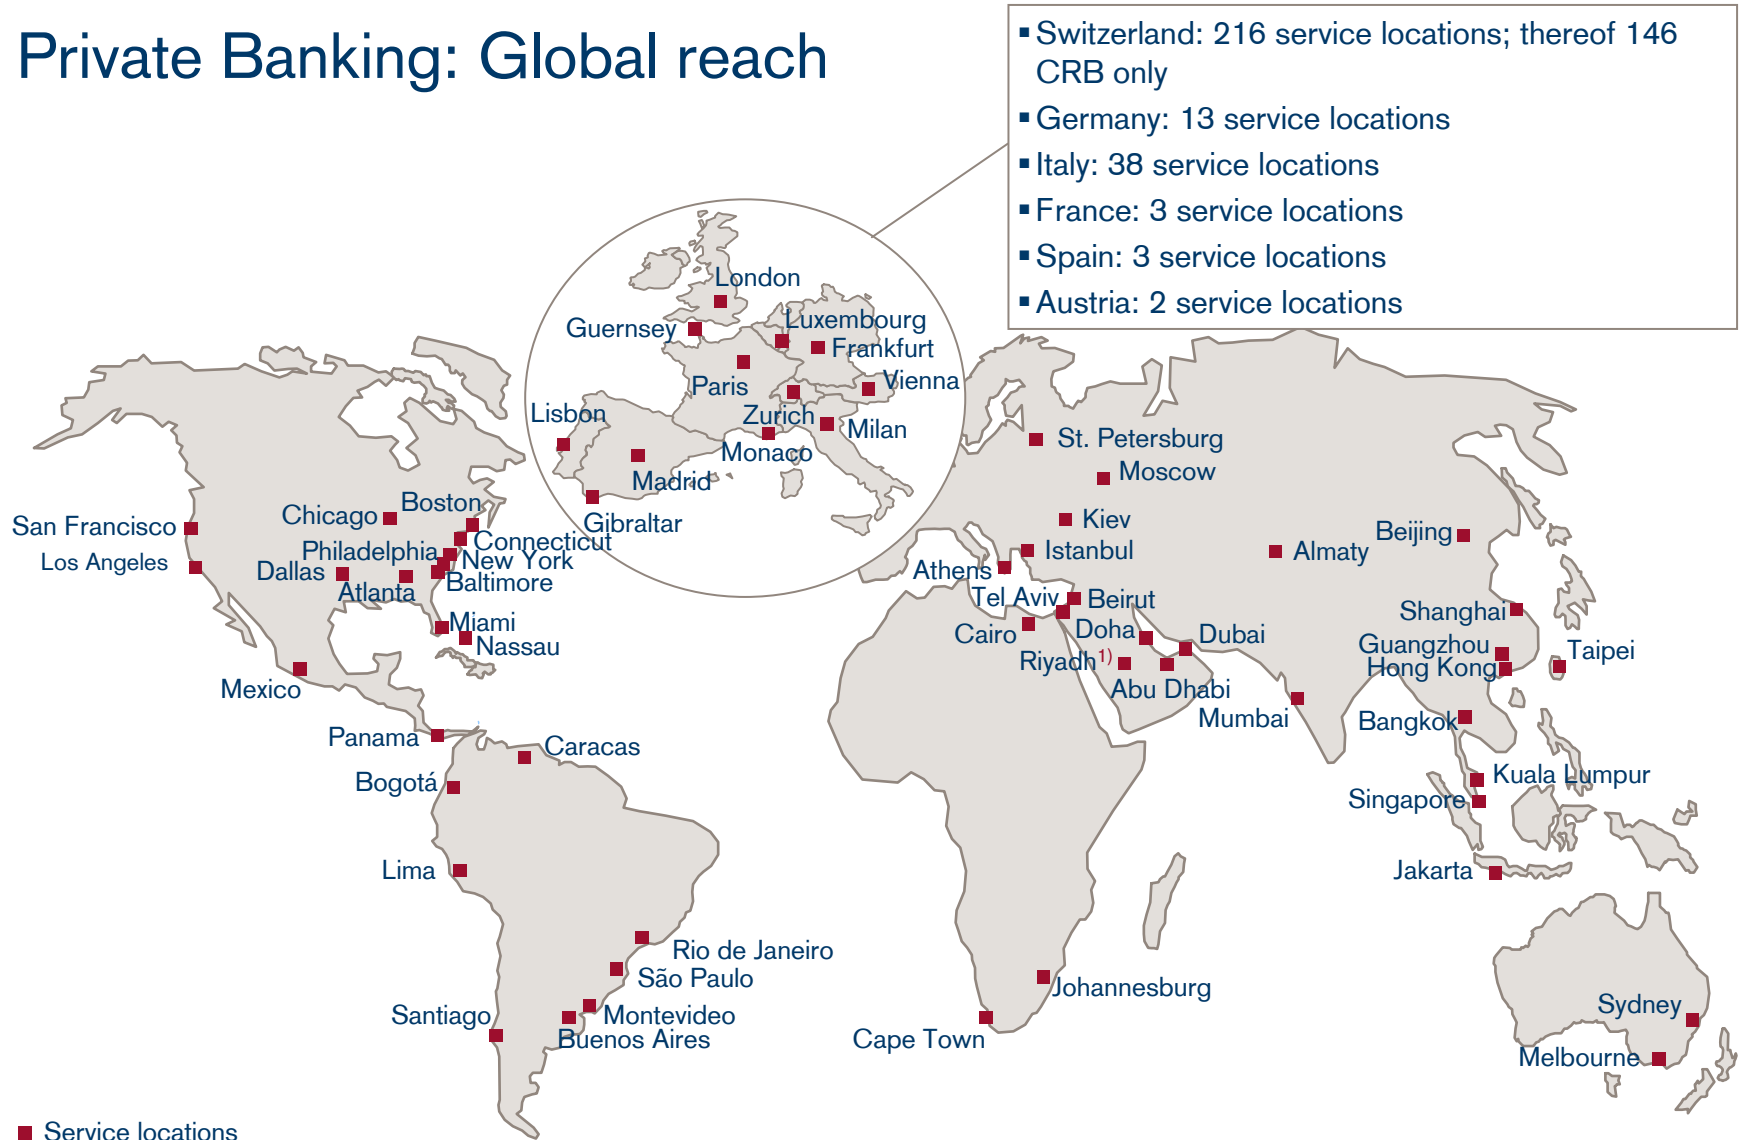 Private Banking: Global reach
▪ Switzerland: 216 service locations; thereof 146
CRB only
▪ Germany: 13 service locations
▪ Italy: 38 service locations
▪ France: 3 service locations
▪ Spain: 3 service locations
▪ Austria: 2 service locations
London
Guernsey
Luxembourg
Frankfurt
Paris
Vienna
Lisbon
Zurich
Milan
Monaco
Madrid
Gibraltar
San Francisco
Los Angeles
Chicago
Boston
Connecticut
Philadelphia
New York
Dallas
Baltimore
Atlanta
Miami
Nassau
Mexico
Panama
Caracas
Bogotá
Lima
Rio de Janeiro
São Paulo
Santiago
Montevideo
Buenos Aires
St. Petersburg
Moscow
Kiev
Istanbul
Athens
Almaty
Tel Aviv
Beirut
Cairo
Doha
Dubai
Riyadh1)
Abu Dhabi
Mumbai
Beijing
Shanghai
Guangzhou
Hong Kong
Taipei
Bangkok
Kuala Lumpur
Singapore
Jakarta
Johannesburg
Cape Town
Sydney
Melbourne
Service locations